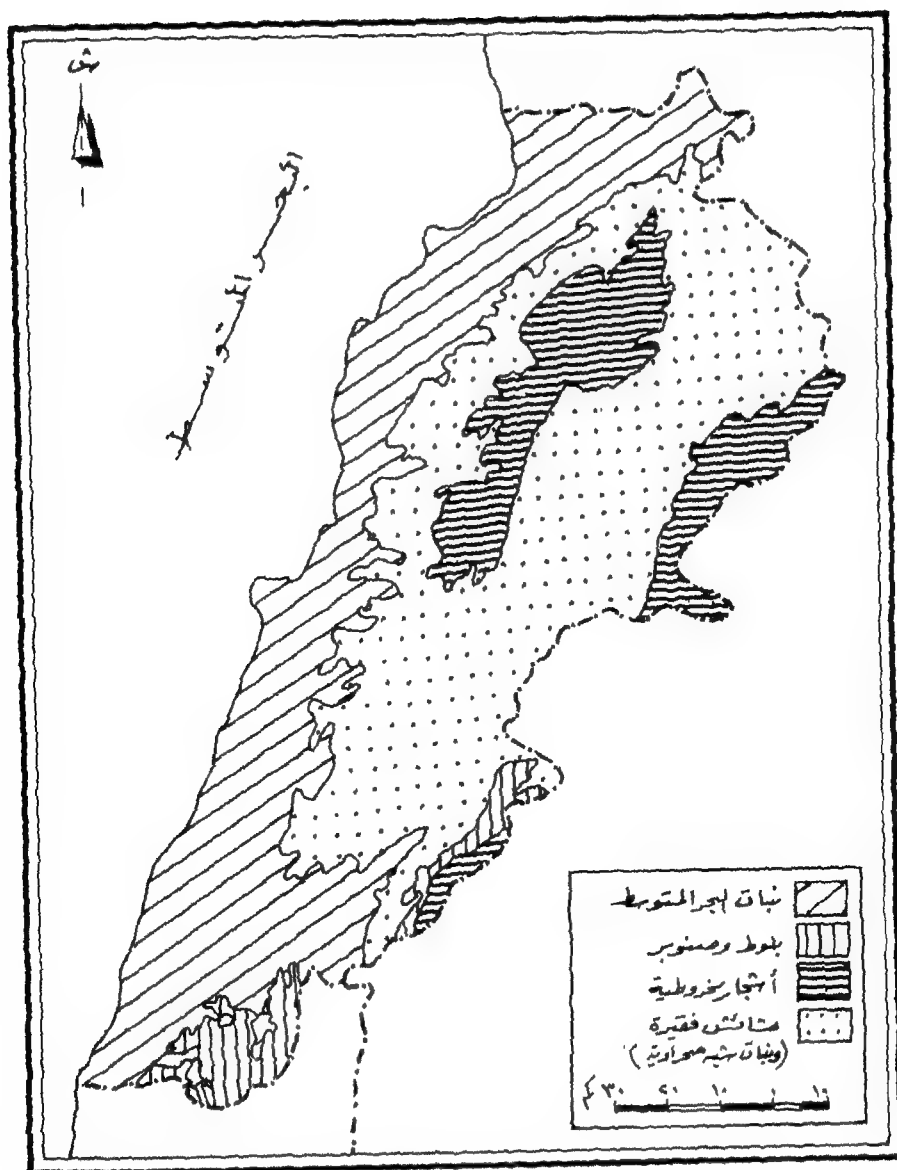 ش
البحر المتوسط
نبات البحر المتوسط
بلوط وصنوبر
أشجار مخروطية
حشائش فقيرة
(ونبات شبه صحراوية)
١٠ ٠ ١٠ ٢٠ ٣٠ كم